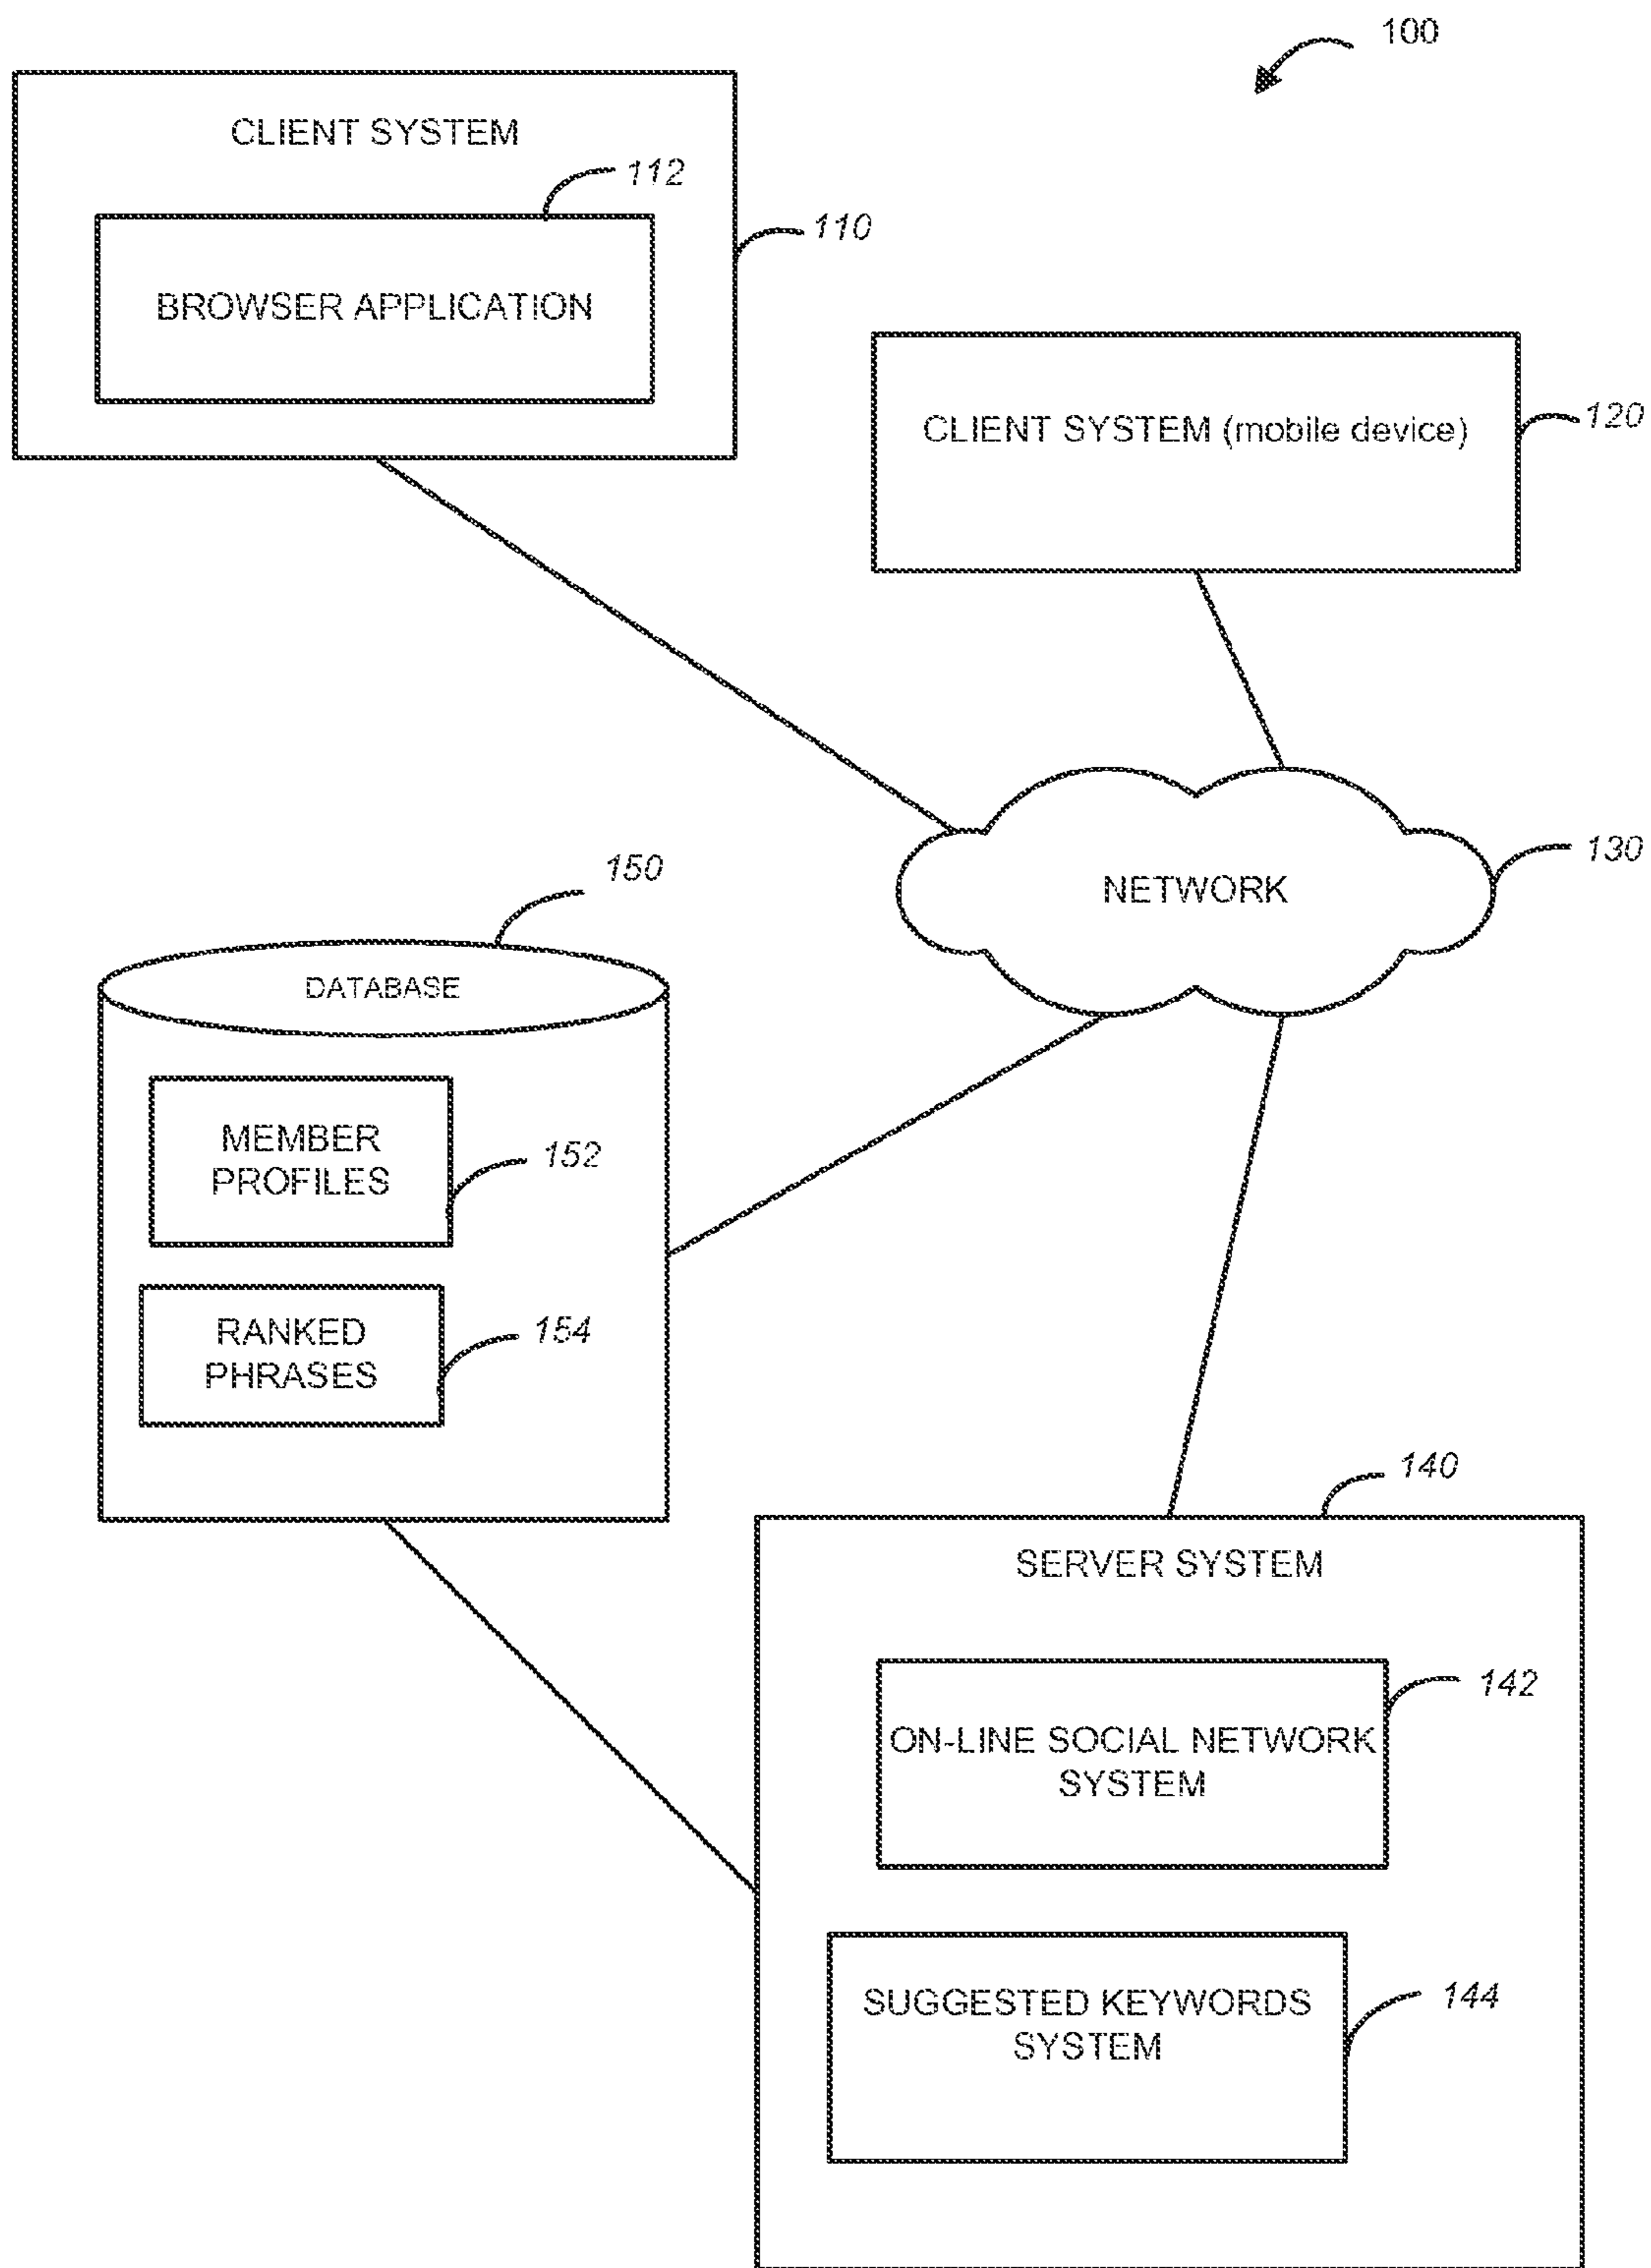 100
CLIENT SYSTEM
112
110
BROWSER APPLICATION
CLIENT SYSTEM (mobile device)
120
130
NETWORK
150
DATABASE
MEMBER
PROFILES
152
RANKED
PHRASES
154
140
SERVER SYSTEM
142
ON-LINE SOCIAL NETWORK
SYSTEM
SUGGESTED KEYWORDS
SYSTEM
144